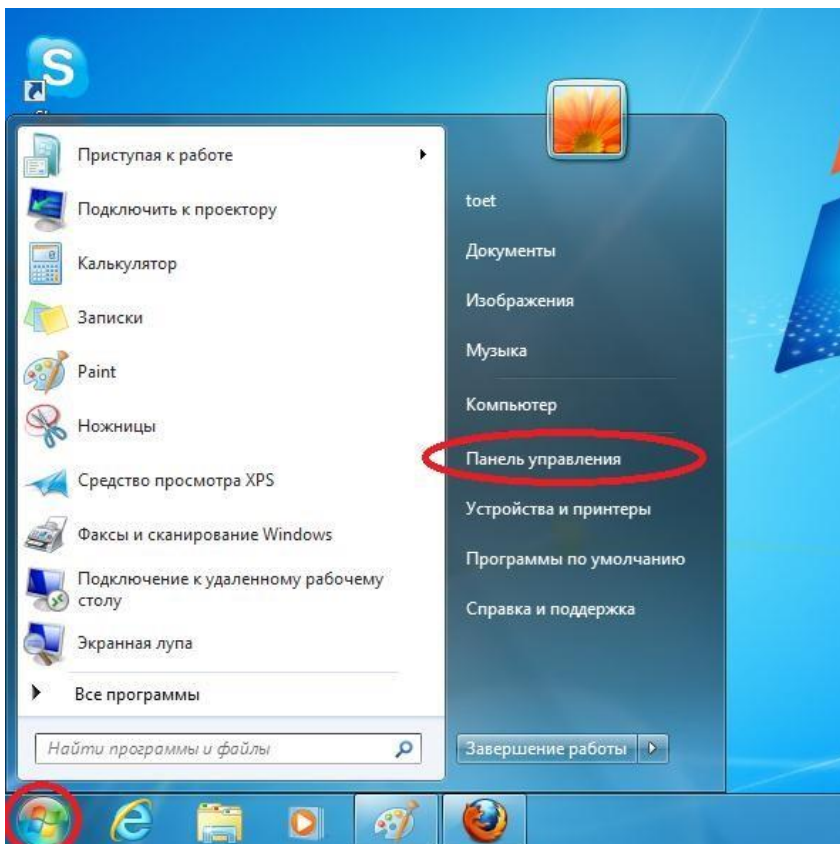 Приступая к работе
Подключить к проектору
Калькулятор
Записки
Paint
Ножницы
Средство просмотра XPS
Факсы и сканирование Windows
Подключение к удаленному рабочему
столу
Экранная лупа
Все программы
Найти программы и файлы
toet
Документы
Изображения
Музыка
Компьютер
Панель управления
Устройства и принтеры
Программы по умолчанию
Справка и поддержка
Завершение работы